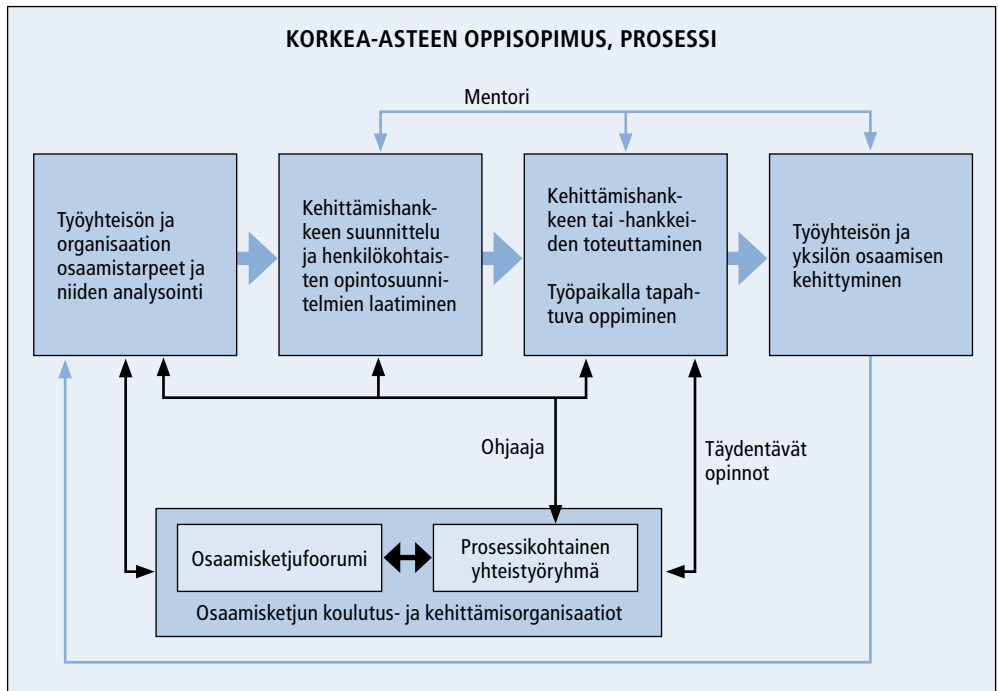 KORKEA-ASTEEN OPPISOPIMUS, PROSESSI
Mentori
Työyhteisön ja
organisaation
osaamistarpeet ja
niiden analysointi
Kehittämishank-
keen suunnittelu
ja henkilökohtais-
ten opintosuunni-
telmien laatiminen
Kehittämishank-
keen tai -hankkei-
den toteuttaminen
Työpaikalla tapah-
tuva oppiminen
Työyhteisön ja
yksilön osaamisen
kehittyminen
Ohjaaja
Täydentävät
opinnot
Osaamisketjufoorumi
Prosessikohtainen
yhteistyöryhmä
Osaamisketjun koulutus- ja kehittämisorganisaatiot